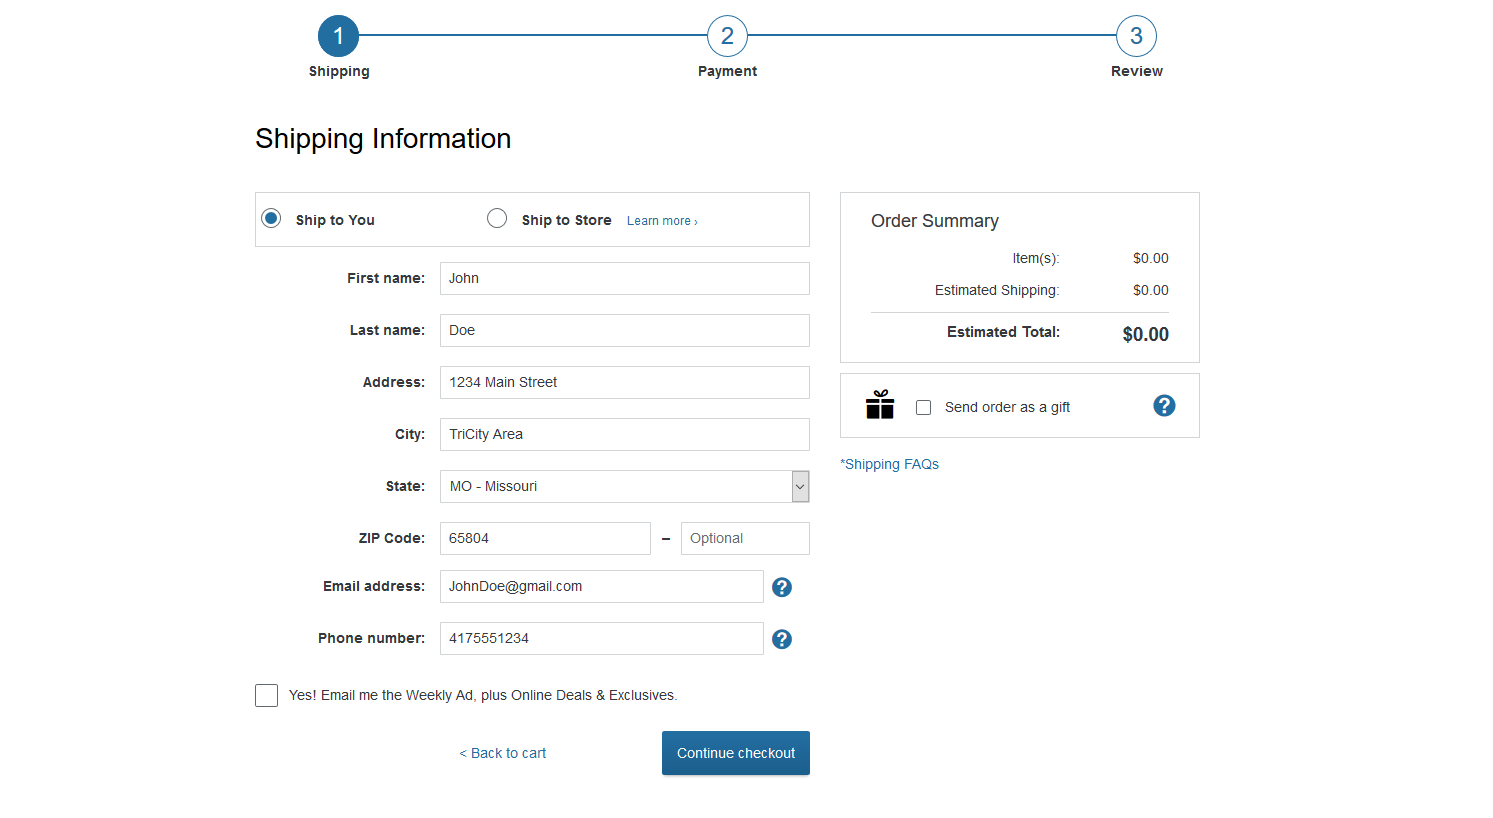 1 2 3
Shipping Payment Review
Shipping Information
Ship to You Ship to Store Learn more ›
First name: John
Last name: Doe
Address: 1234 Main Street
City: TriCity Area
State: MO - Missouri
ZIP Code: 65804 – Optional
Email address: JohnDoe@gmail.com ?
Phone number: 4175551234 ?
Yes! Email me the Weekly Ad, plus Online Deals & Exclusives.
< Back to cart Continue checkout
Order Summary
Item(s): $0.00
Estimated Shipping: $0.00
Estimated Total: $0.00
Send order as a gift ?
*Shipping FAQs